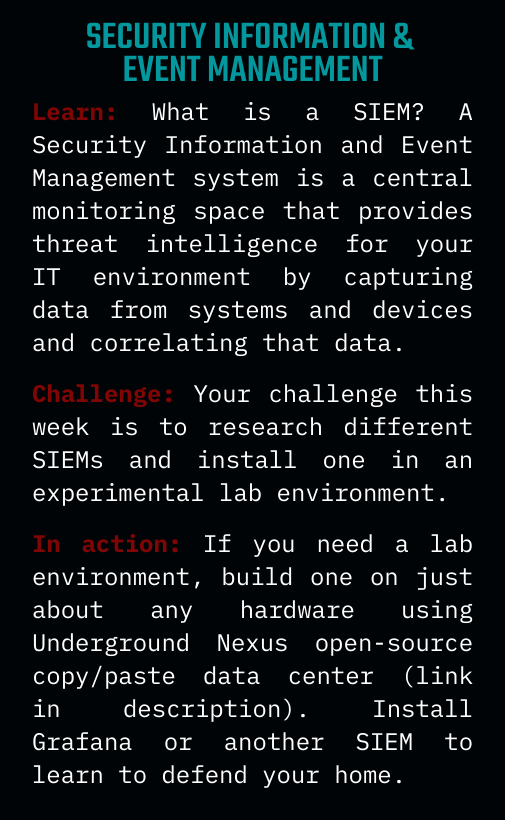 SECURITY INFORMATION &
EVENT MANAGEMENT
Learn: What is a SIEM? A
Security Information and Event
Management system is a central
monitoring space that provides
threat intelligence for your
IT environment by capturing
data from systems and devices
and correlating that data.
Challenge: Your challenge this
week is to research different
SIEMs and install one in an
experimental lab environment.
In action: If you need a lab
environment, build one on just
about any hardware using
Underground Nexus open-source
copy/paste data center (link
in description). Install
Grafana or another SIEM to
learn to defend your home.